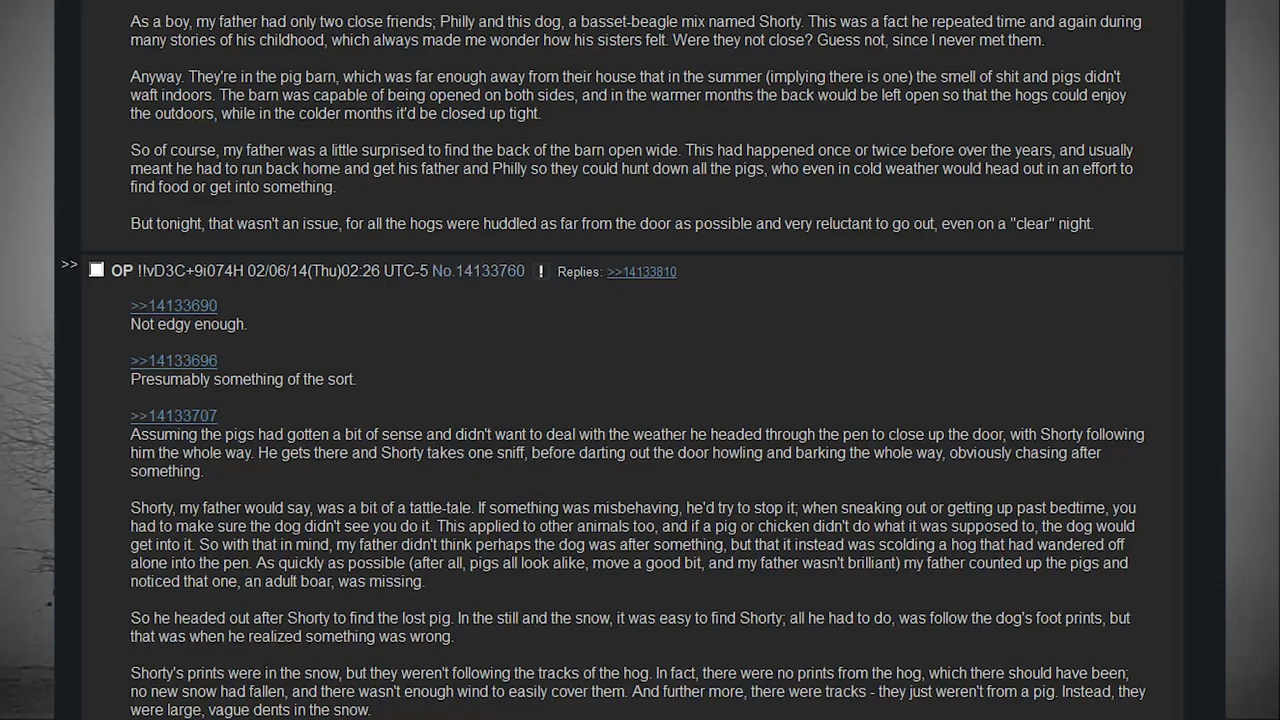 As a boy, my father had only two close friends; Philly and this dog, a basset-beagle mix named Shorty. This was a fact he repeated time and again during
many stories of his childhood, which always made me wonder how his sisters felt. Were they not close? Guess not, since I never met them.
Anyway. They're in the pig barn, which was far enough away from their house that in the summer (implying there is one) the smell of shit and pigs didn't
waft indoors. The barn was capable of being opened on both sides, and in the warmer months the back would be left open so that the hogs could enjoy
the outdoors, while in the colder months it'd be closed up tight.
So of course, my father was a little surprised to find the back of the barn open wide. This had happened once or twice before over the years, and usually
meant he had to run back home and get his father and Philly so they could hunt down all the pigs, who even in cold weather would head out in an effort to
find food or get into something.
But tonight, that wasn't an issue, for all the hogs were huddled as far from the door as possible and very reluctant to go out, even on a "clear" night.
>> OP !!vD3C+9i074H 02/06/14(Thu)02:26 UTC-5 No.14133760 ! Replies: >>14133810
>>14133690
Not edgy enough.
>>14133696
Presumably something of the sort.
>>14133707
Assuming the pigs had gotten a bit of sense and didn't want to deal with the weather he headed through the pen to close up the door, with Shorty following
him the whole way. He gets there and Shorty takes one sniff, before darting out the door howling and barking the whole way, obviously chasing after
something.
Shorty, my father would say, was a bit of a tattle-tale. If something was misbehaving, he'd try to stop it; when sneaking out or getting up past bedtime, you
had to make sure the dog didn't see you do it. This applied to other animals too, and if a pig or chicken didn't do what it was supposed to, the dog would
get into it. So with that in mind, my father didn't think perhaps the dog was after something, but that it instead was scolding a hog that had wandered off
alone into the pen. As quickly as possible (after all, pigs all look alike, move a good bit, and my father wasn't brilliant) my father counted up the pigs and
noticed that one, an adult boar, was missing.
So he headed out after Shorty to find the lost pig. In the still and the snow, it was easy to find Shorty; all he had to do, was follow the dog's foot prints, but
that was when he realized something was wrong.
Shorty's prints were in the snow, but they weren't following the tracks of the hog. In fact, there were no prints from the hog, which there should have been;
no new snow had fallen, and there wasn't enough wind to easily cover them. And further more, there were tracks - they just weren't from a pig. Instead, they
were large, vague dents in the snow.